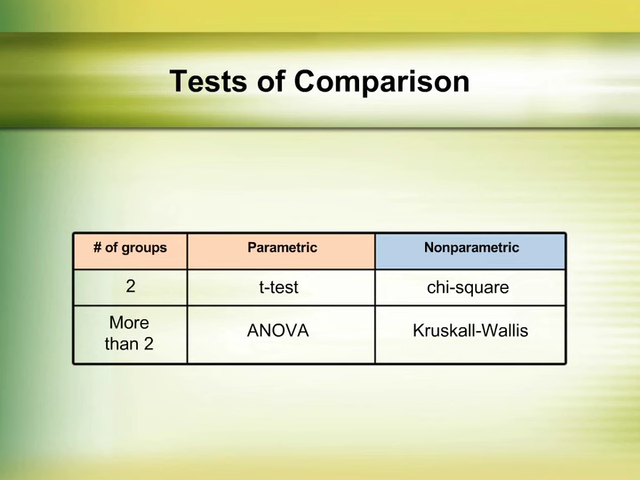 Tests of Comparison
# of groups Parametric Nonparametric
2 t-test chi-square
More
than 2 ANOVA Kruskall-Wallis